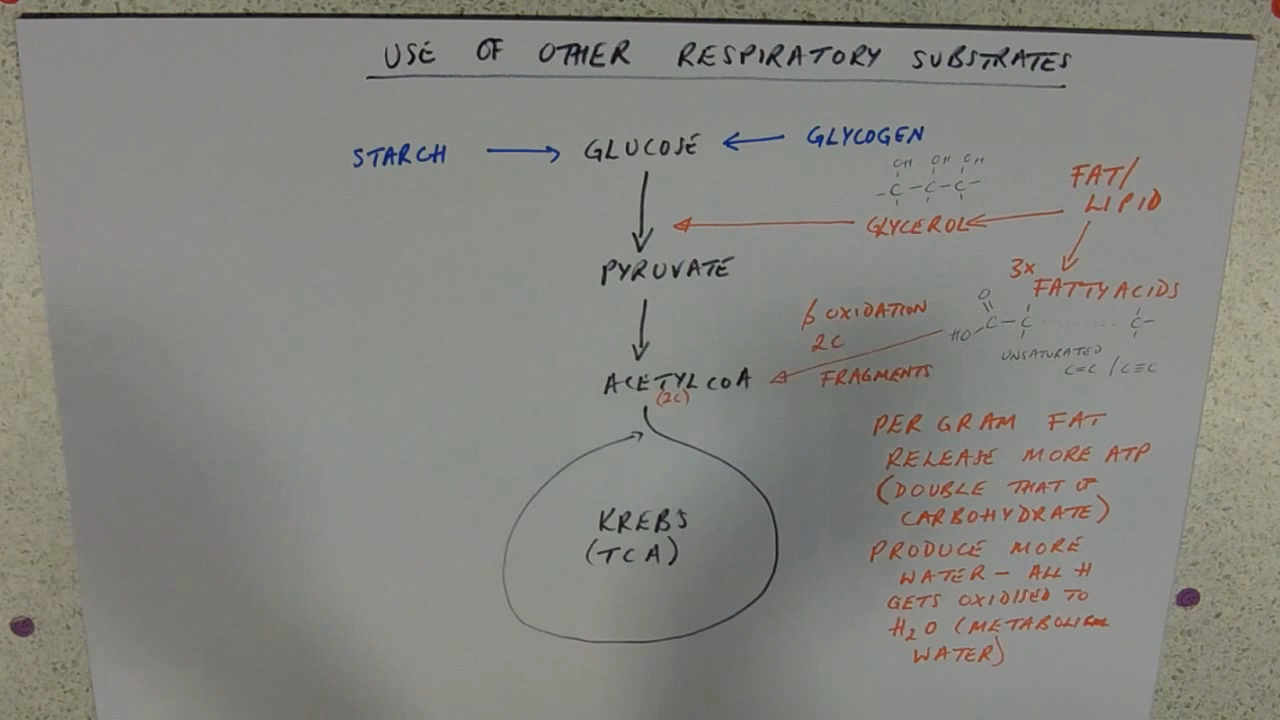 USE OF OTHER RESPIRATORY SUBSTRATES
STARCH → GLUCOSE ← GLYCOGEN
OH OH OH
-C-C-C-
FAT/
LIPID
GLYCEROL
PYRUVATE
3x
FATTY ACIDS
O
HO C-C C-
UNSATURATED
C=C / C≡C
β OXIDATION
2C
FRAGMENTS
ACETYL COA
(2C)
KREBS
(TCA)
PER GRAM FAT
RELEASE MORE ATP
(DOUBLE THAT OF
CARBOHYDRATE)
PRODUCE MORE
WATER - ALL H
GETS OXIDISED TO
H₂O (METABOLIC
WATER)